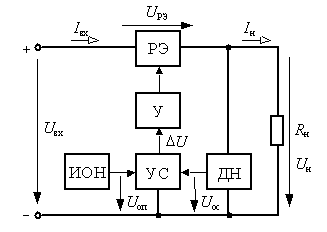 UРЭ
Iвх
Iн
+
РЭ
У
Uвх
Rн
ΔU
Uн
ИОН
УС
ДН
Uоп
Uос
−